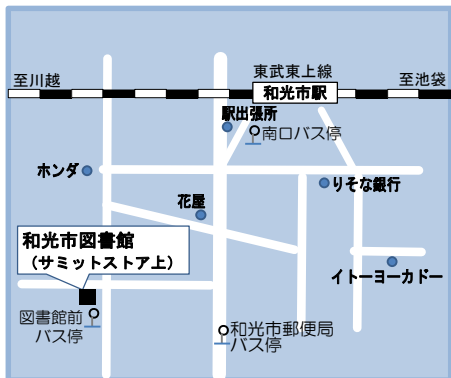 東武東上線
至川越
至池袋
和光市駅
駅出張所
南口バス停
ホンダ
りそな銀行
花屋
和光市図書館
(サミットストア上)
イトーヨーカドー
図書館前
バス停
和光市郵便局
バス停